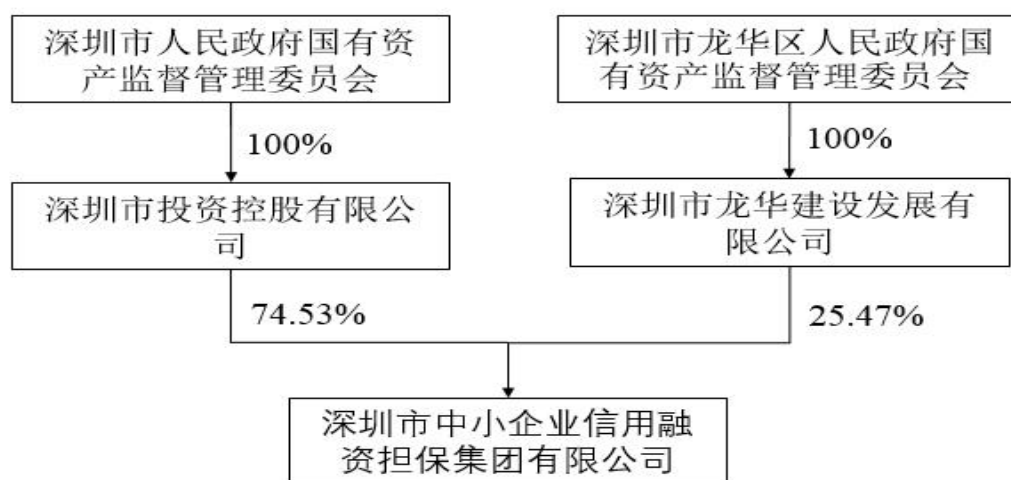 深圳市人民政府国有资
产监督管理委员会
深圳市龙华区人民政府国
有资产监督管理委员会
100%
100%
深圳市投资控股有限公
司
深圳市龙华建设发展有
限公司
74.53%
25.47%
深圳市中小企业信用融
资担保集团有限公司